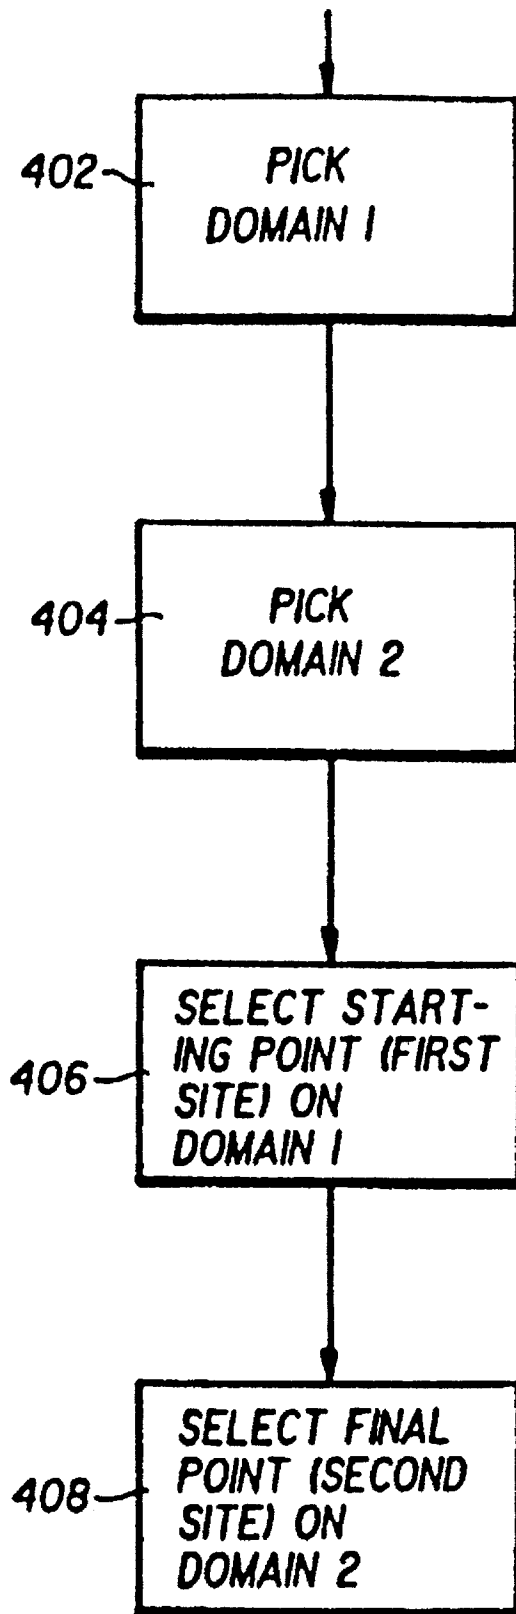 402
PICK
DOMAIN 1
404
PICK
DOMAIN 2
406
SELECT START-
ING POINT (FIRST
SITE) ON
DOMAIN 1
408
SELECT FINAL
POINT (SECOND
SITE) ON
DOMAIN 2